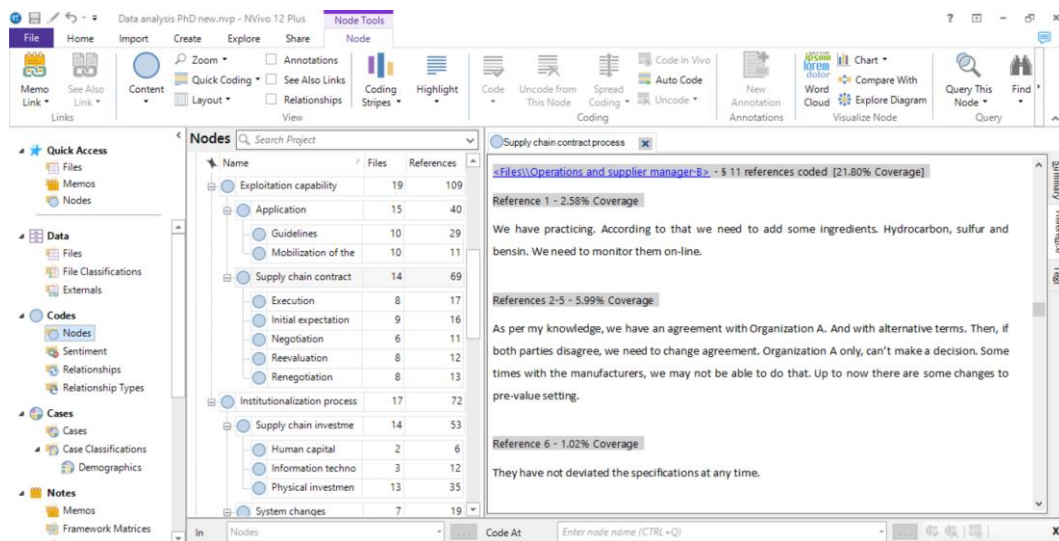 Data analysis PhD new.nvp - NVivo 12 Plus
Node Tools
File Home Import Create Explore Share Node
Memo Link
See Also Link
Links
Content
Zoom
Quick Coding
Layout
Annotations
See Also Links
Relationships
View
Coding Stripes
Highlight
Code
Uncode from This Node
Spread Coding
Code In Vivo
Auto Code
Uncode
Coding
New Annotation
Annotations
Word Cloud
Chart
Compare With
Explore Diagram
Visualize Node
Query This Node
Find
Query
Quick Access
Files
Memos
Nodes
Data
Files
File Classifications
Externals
Codes
Nodes
Sentiment
Relationships
Relationship Types
Cases
Cases
Case Classifications
Demographics
Notes
Memos
Framework Matrices
Nodes Search Project
Name Files References
Exploitation capability 19 109
Application 15 40
Guidelines 10 29
Mobilization of the 10 11
Supply chain contract 14 69
Execution 8 17
Initial expectation 9 16
Negotiation 6 11
Reevaluation 8 12
Renegotiation 8 13
Institutionalization process 17 72
Supply chain investme 14 53
Human capital 2 6
Information techno 3 12
Physical investmen 13 35
System changes 7 19
Supply chain contract process
<Files\\Operations and supplier manager-B> - § 11 references coded [21.80% Coverage]
Reference 1 - 2.58% Coverage
We have practicing. According to that we need to add some ingredients. Hydrocarbon, sulfur and
bensin. We need to monitor them on-line.
References 2-5 - 5.99% Coverage
As per my knowledge, we have an agreement with Organization A. And with alternative terms. Then, if
both parties disagree, we need to change agreement. Organization A only, can't make a decision. Some
times with the manufacturers, we may not be able to do that. Up to now there are some changes to
pre-value setting.
Reference 6 - 1.02% Coverage
They have not deviated the specifications at any time.
Summary
In Nodes
Code At Enter node name (CTRL+Q)